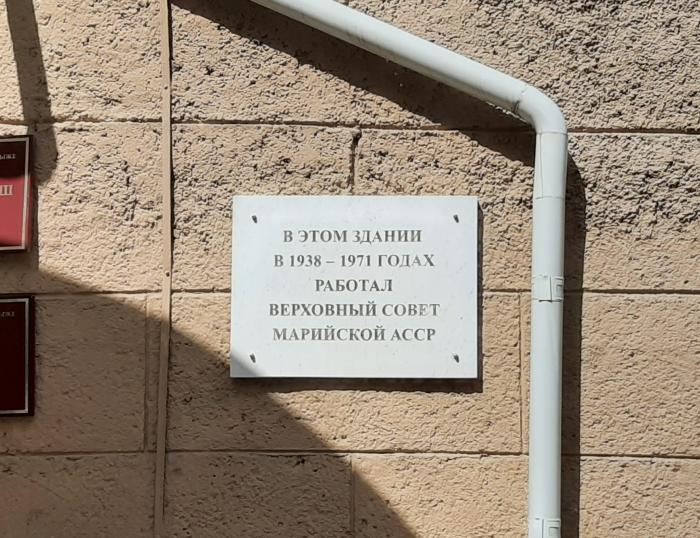 В ЭТОМ ЗДАНИИ
В 1938 – 1971 ГОДАХ
РАБОТАЛ
ВЕРХОВНЫЙ СОВЕТ
МАРИЙСКОЙ АССР